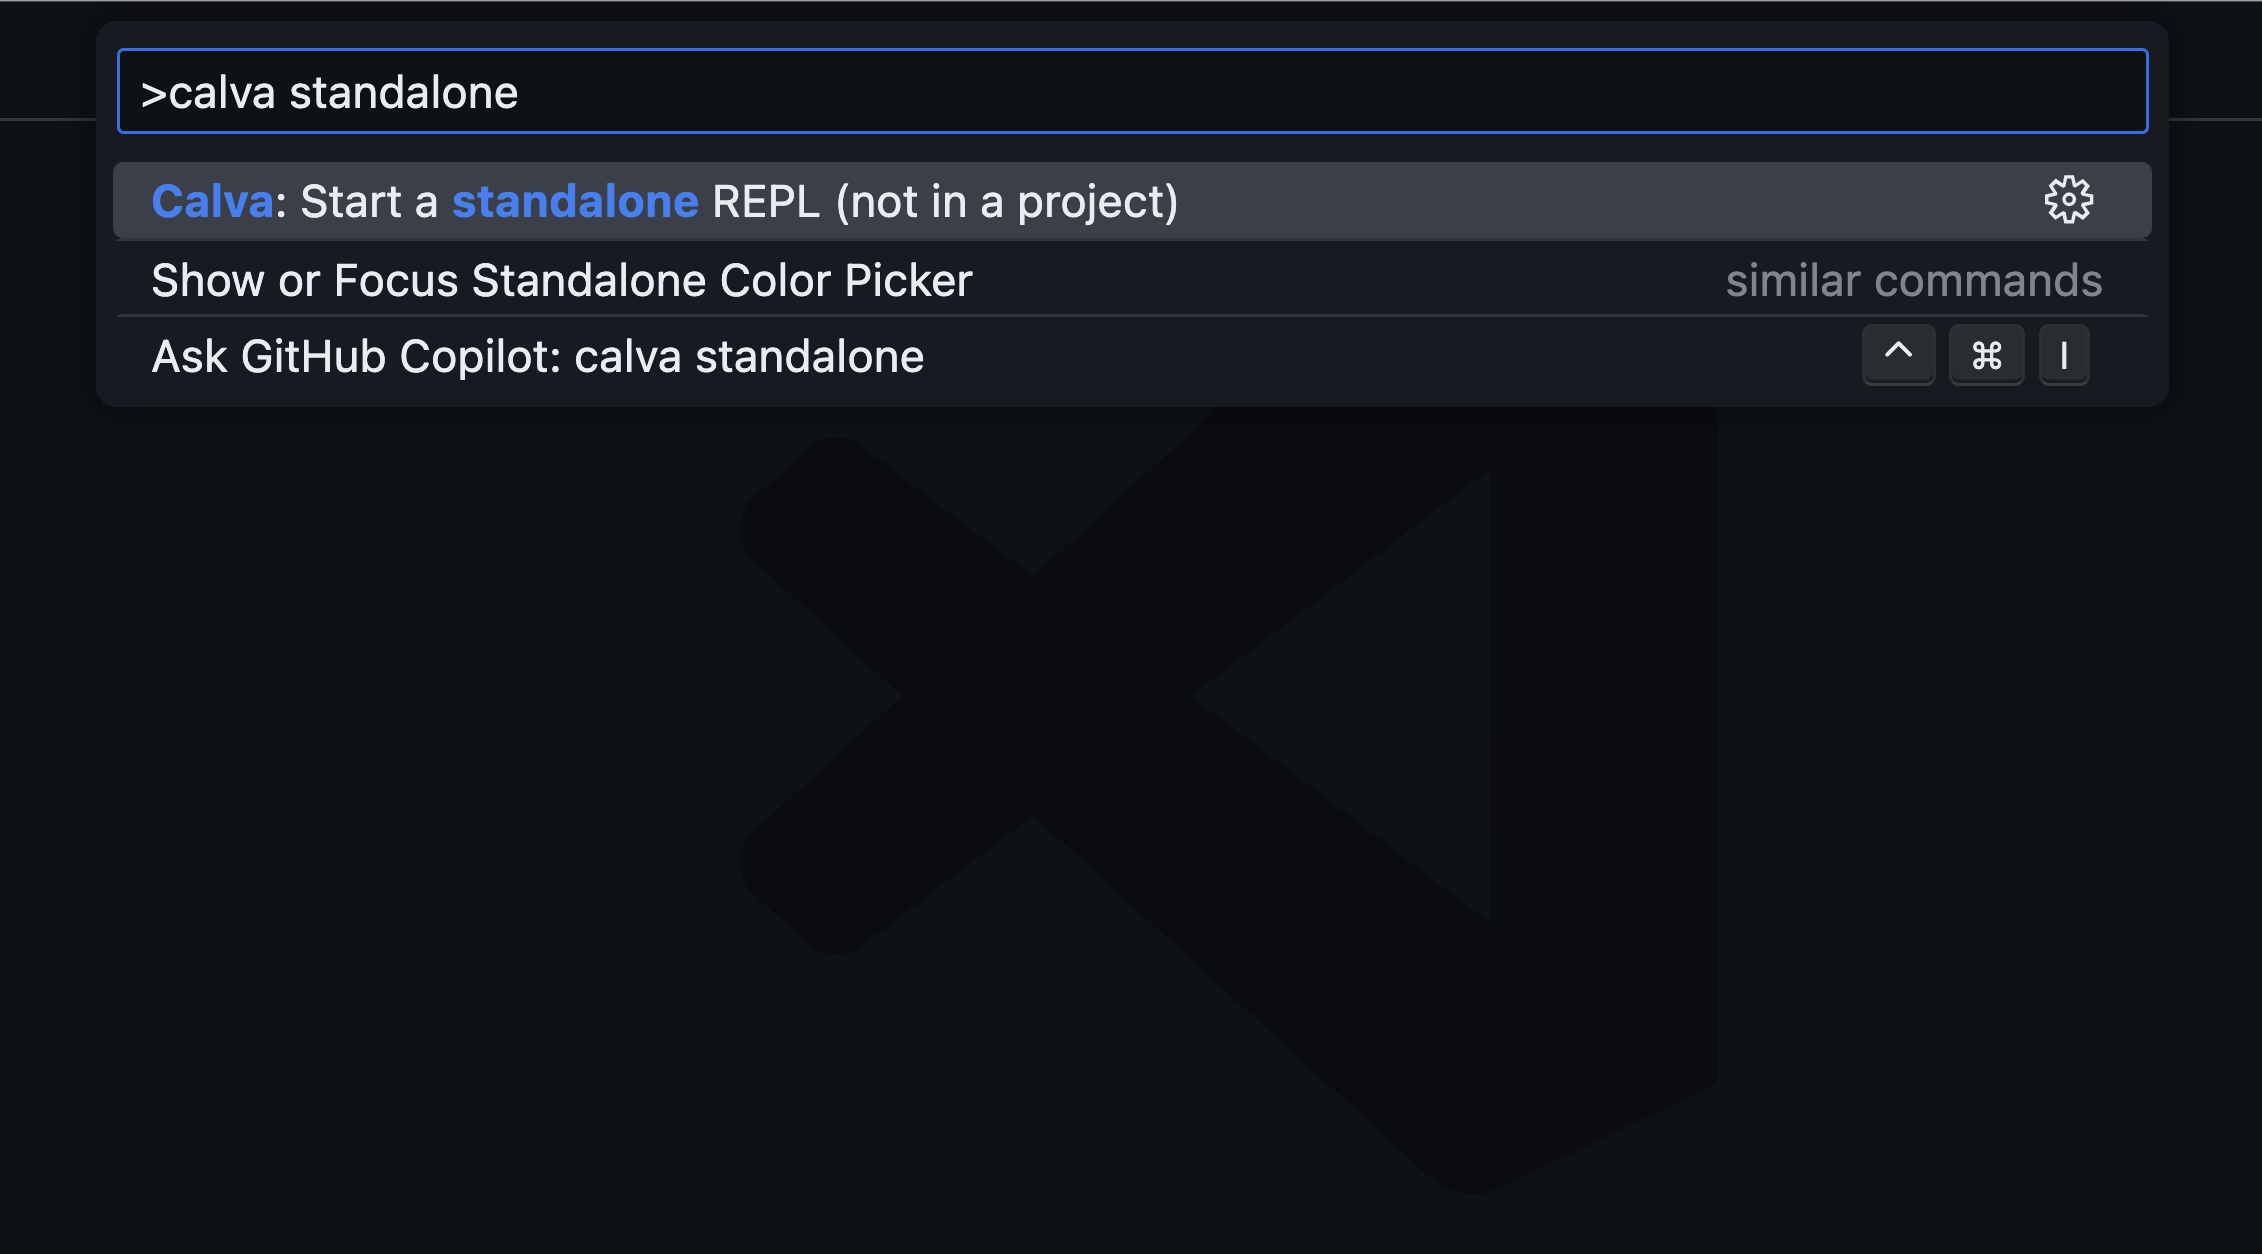 >calva standalone
Calva: Start a standalone REPL (not in a project)
Show or Focus Standalone Color Picker similar commands
Ask GitHub Copilot: calva standalone ^ ⌘ I